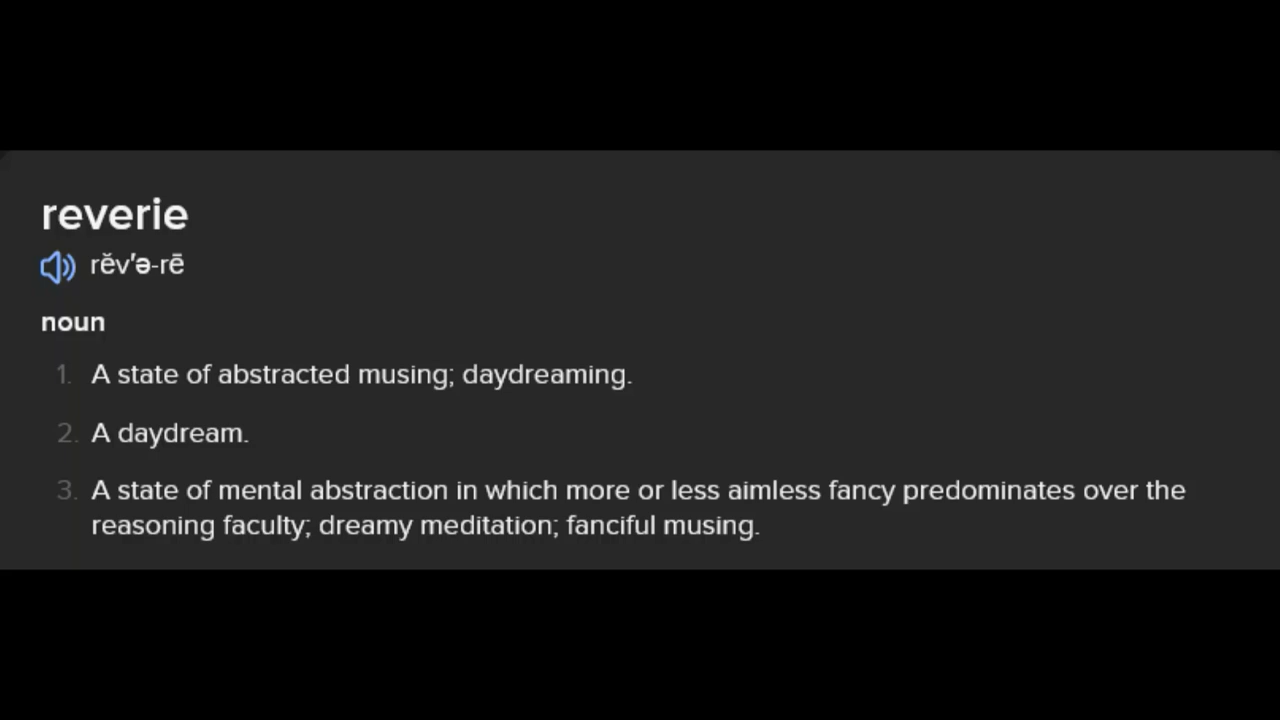 reverie
rĕv′ə-rē
noun
1. A state of abstracted musing; daydreaming.
2. A daydream.
3. A state of mental abstraction in which more or less aimless fancy predominates over the
reasoning faculty; dreamy meditation; fanciful musing.